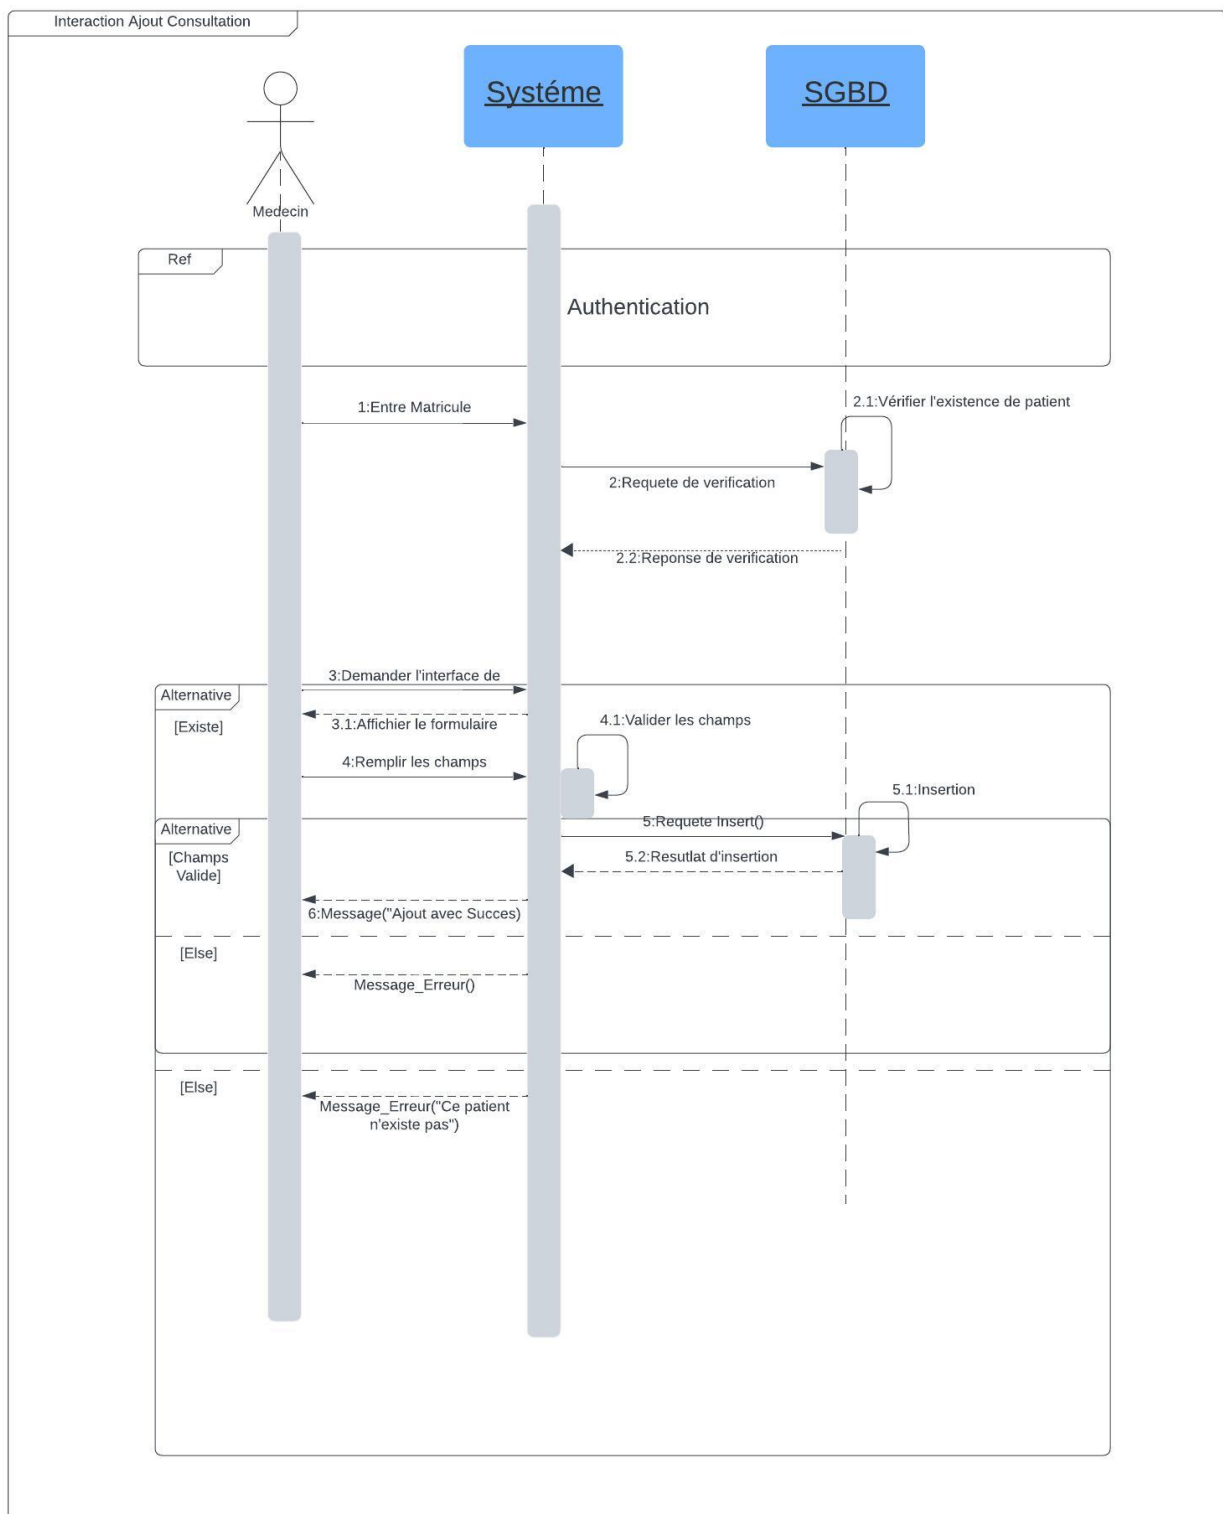 Interaction Ajout Consultation
Systéme
SGBD
Medecin
Ref
Authentication
1:Entre Matricule
2.1:Vérifier l'existence de patient
2:Requete de verification
2.2:Reponse de verification
3:Demander l'interface de
Alternative
[Existe]
3.1:Affichier le formulaire
4.1:Valider les champs
4:Remplir les champs
5.1:Insertion
Alternative
5:Requete Insert()
[Champs
Valide]
5.2:Resutlat d'insertion
6:Message("Ajout avec Succes)
[Else]
Message_Erreur()
[Else]
Message_Erreur("Ce patient
n'existe pas")